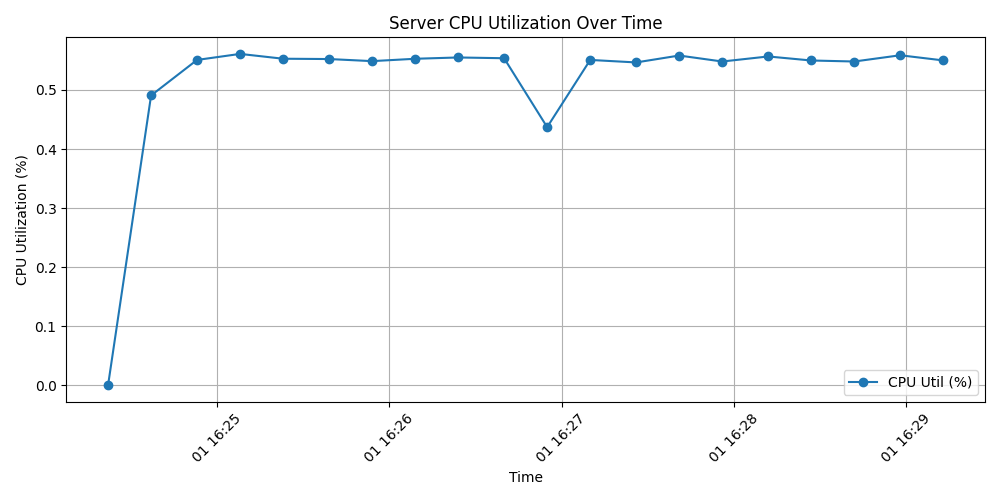 Server CPU Utilization Over Time
CPU Utilization (%)
0.5
0.4
0.3
0.2
0.1
0.0
CPU Util (%)
01 16:25
01 16:26
01 16:27
01 16:28
01 16:29
Time